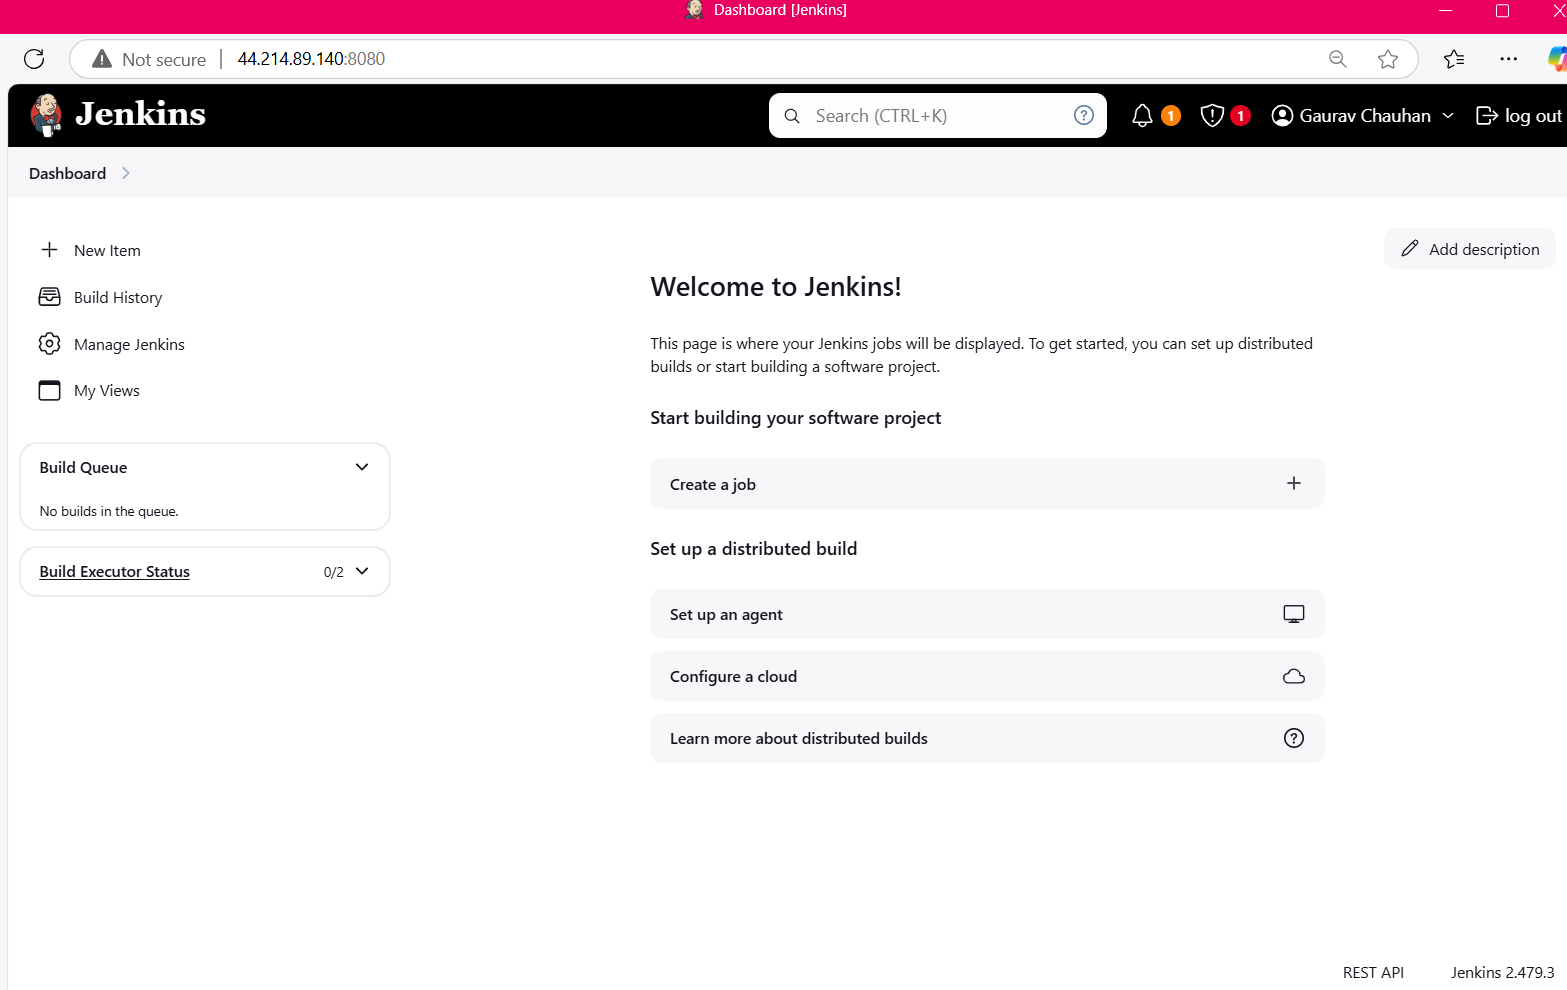 Dashboard [Jenkins]
Not secure | 44.214.89.140:8080
Jenkins
Search (CTRL+K)
1
1
Gaurav Chauhan
log out
Dashboard
New Item
Build History
Manage Jenkins
My Views
Build Queue
No builds in the queue.
Build Executor Status 0/2
Add description
Welcome to Jenkins!
This page is where your Jenkins jobs will be displayed. To get started, you can set up distributed
builds or start building a software project.
Start building your software project
Create a job
Set up a distributed build
Set up an agent
Configure a cloud
Learn more about distributed builds
REST API
Jenkins 2.479.3